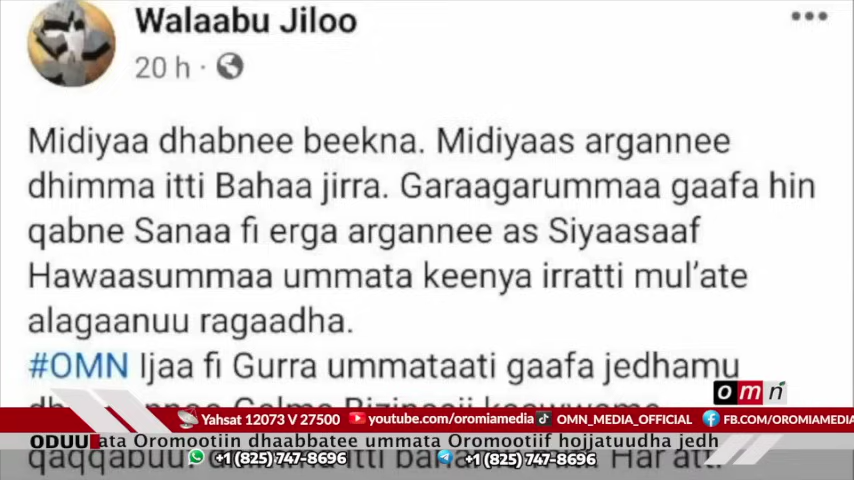 Walaabu Jiloo
20 h ·
Midiyaa dhabnee beekna. Midiyaas argannee
dhimma itti Bahaa jirra. Garaagarummaa gaafa hin
qabne Sanaa fi erga argannee as Siyaasaaf
Hawaasummaa ummata keenya irratti mul'ate
alagaanuu ragaadha.
#OMN Ijaa fi Gurra ummataati gaafa jedhamu
omn
Yahsat 12073 V 27500 youtube.com/oromiamedia OMN_MEDIA_OFFICIAL FB.COM/OROMIAMEDIA
ODUU ata Oromootiin dhaabbatee ummata Oromootiif hojjatuudha jedh
+1 (825) 747-8696 +1 (825) 747-8696